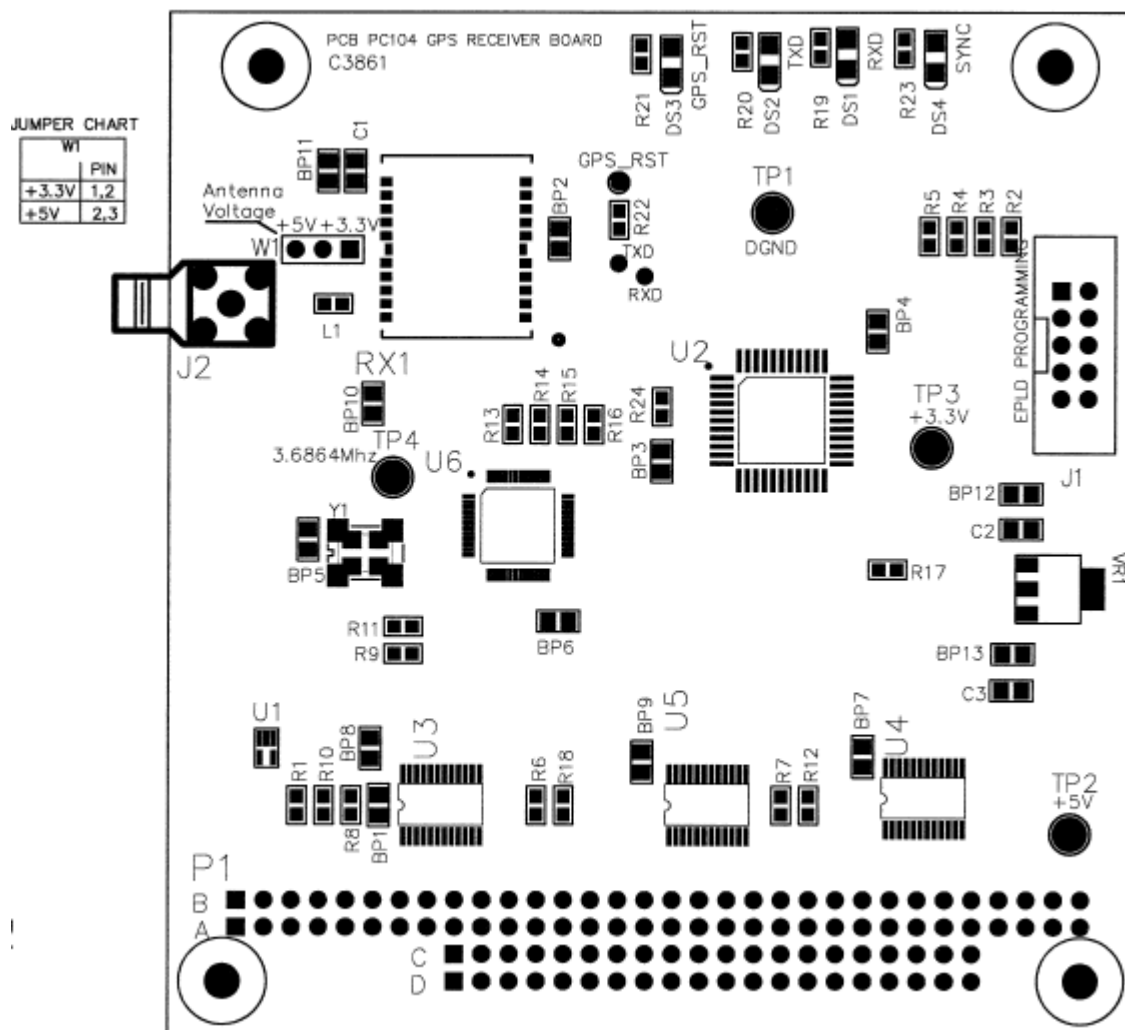 PCB PC104 GPS RECEIVER BOARD
C3861
R21
DS3
GPS_RST
R20
DS2
TXD
R19
DS1
RXD
R23
DS4
SYNC
JUMPER CHART
W1
PIN
+3.3V 1,2
+5V 2,3
BP11
C1
Antenna
Voltage
+5V +3.3V
W1
BP2
GPS_RST
R22
TXD
RXD
TP1
DGND
R5
R4
R3
R2
EPLD PROGRAMMING
J1
J2
L1
RX1
BP10
BP4
U2
R13
R14
R15
R16
R24
BP3
TP3
+3.3V
TP4
3.6864Mhz
U6
Y1
BP5
BP12
C2
R17
VR1
R11
R9
BP6
BP13
C3
U1
BP8
U3
BP9
U5
BP7
U4
R1
R10
R8
BP1
R6
R18
R7
R12
TP2
+5V
P1
B
A
C
D